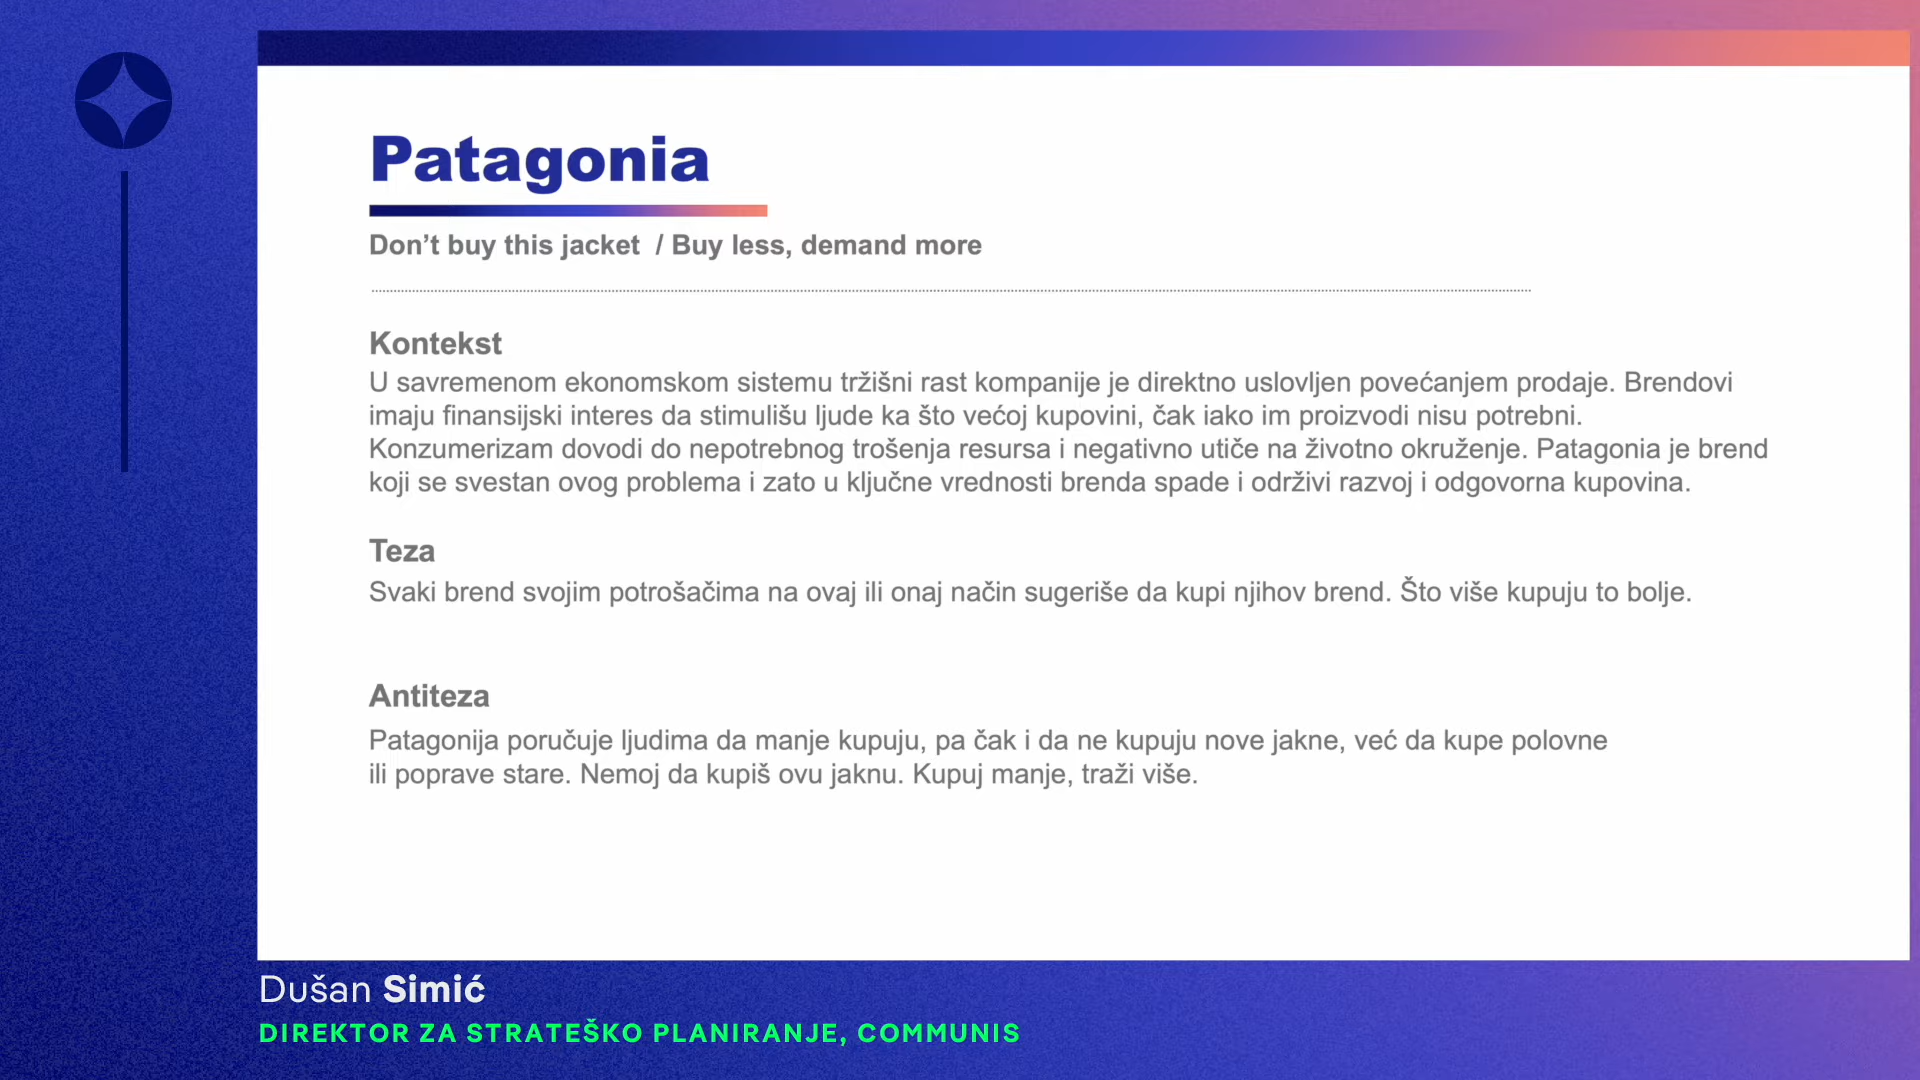 Patagonia
Don’t buy this jacket  / Buy less, demand more
Kontekst
U savremenom ekonomskom sistemu tržišni rast kompanije je direktno uslovljen povećanjem prodaje. Brendovi
imaju finansijski interes da stimulišu ljude ka što većoj kupovini, čak iako im proizvodi nisu potrebni.
Konzumerizam dovodi do nepotrebnog trošenja resursa i negativno utiče na životno okruženje. Patagonia je brend
koji se svestan ovog problema i zato u ključne vrednosti brenda spade i održivi razvoj i odgovorna kupovina.
Teza
Svaki brend svojim potrošačima na ovaj ili onaj način sugeriše da kupi njihov brend. Što više kupuju to bolje.
Antiteza
Patagonija poručuje ljudima da manje kupuju, pa čak i da ne kupuju nove jakne, već da kupe polovne
ili poprave stare. Nemoj da kupiš ovu jaknu. Kupuj manje, traži više.
Dušan Simić
DIREKTOR ZA STRATEŠKO PLANIRANJE, COMMUNIS